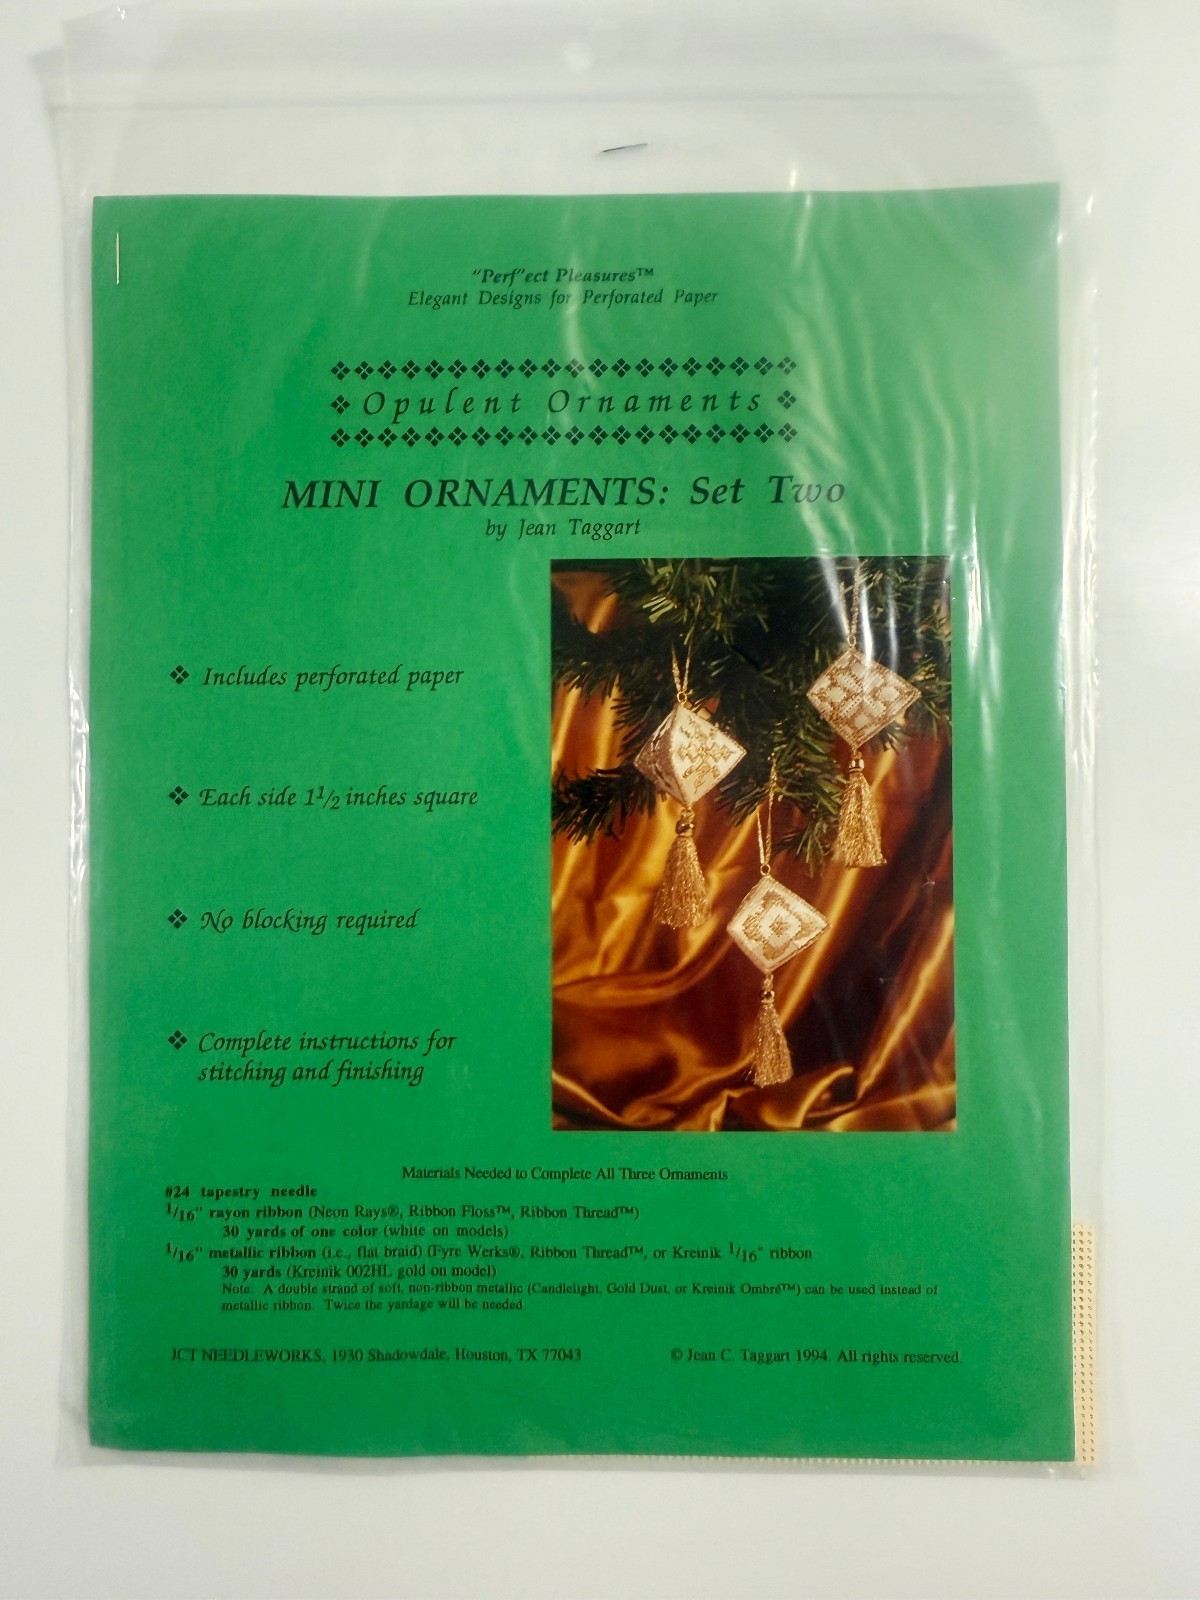 "Perf"ect Pleasures™
Elegant Designs for Perforated Paper
Opulent Ornaments
MINI ORNAMENTS: Set Two
by Jean Taggart
❖ Includes perforated paper
❖ Each side 1 1/2 inches square
❖ No blocking required
❖ Complete instructions for
stitching and finishing
Materials Needed to Complete All Three Ornaments
#24 tapestry needle
1/16" rayon ribbon (Neon Rays®, Ribbon Floss™, Ribbon Thread™)
30 yards of one color (white on models)
1/16" metallic ribbon (i.e., flat braid) (Fyre Werks®, Ribbon Thread™, or Kreinik 1/16" ribbon
30 yards (Kreinik 002HL gold on model)
Note: A double strand of soft, non-ribbon metallic (Candlelight, Gold Dust, or Kreinik Ombré™) can be used instead of
metallic ribbon. Twice the yardage will be needed.
JCT NEEDLEWORKS, 1930 Shadowdale, Houston, TX 77043 © Jean C. Taggart 1994. All rights reserved.